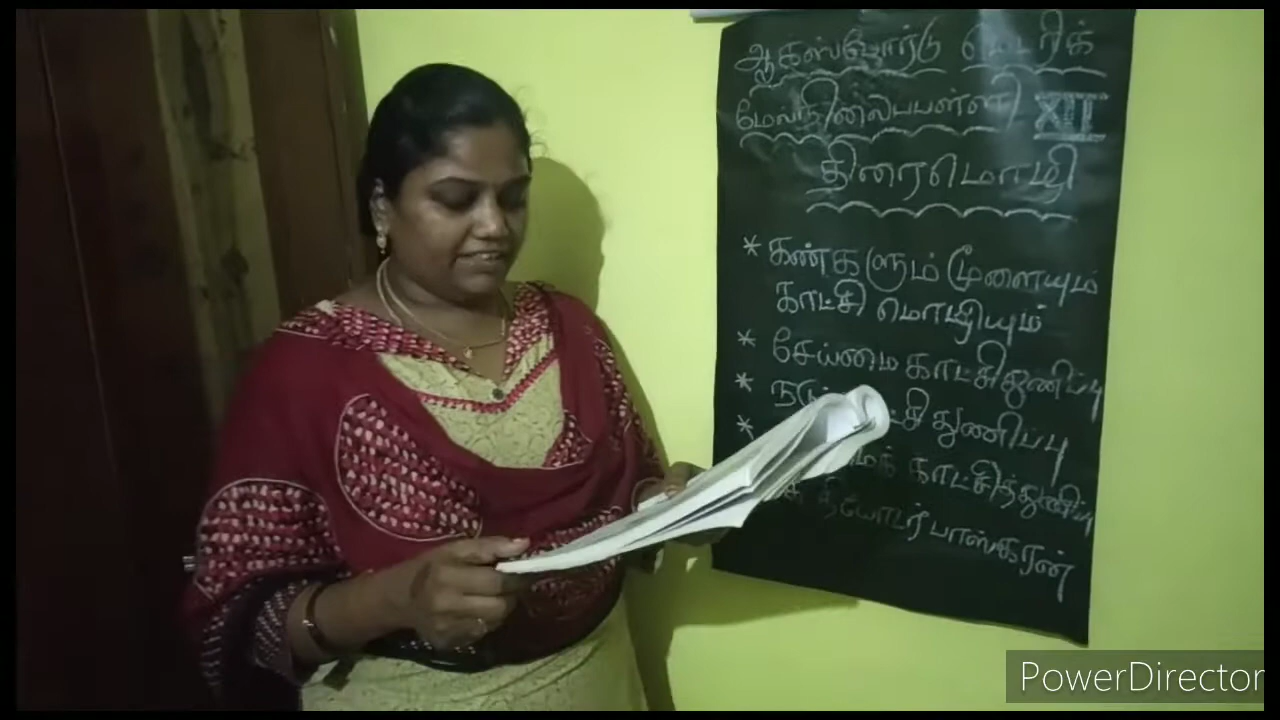 ஆக்ஸ்போர்டு மெட்ரிக்
மேல்நிலைப்பள்ளி XII
திரைமொழி
* கண்களும் மூளையும்
காட்சி மொழியும்
* சேய்மை காட்சிதுணிப்பு
* துணிப்பு
* காட்சித்துணிப்பு
தியோடர் பாஸ்கரன்
PowerDirector